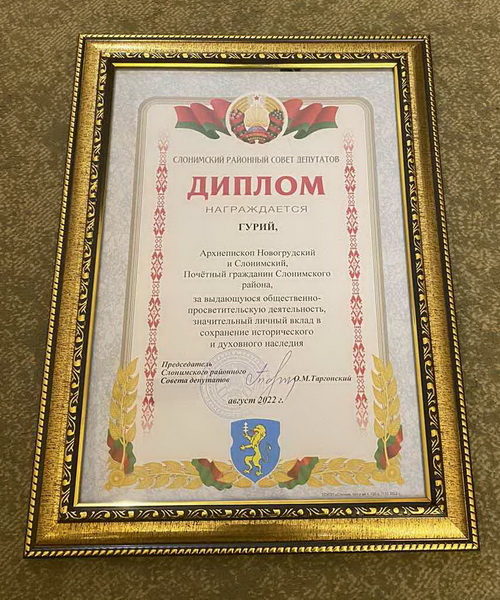 СЛОНИМСКИЙ РАЙОННЫЙ СОВЕТ ДЕПУТАТОВ
ДИПЛОМ
НАГРАЖДАЕТСЯ
ГУРИЙ,
Архиепископ Новогрудский
и Слонимский,
Почётный гражданин Слонимского
района,
за выдающуюся общественно-
просветительскую деятельность,
значительный личный вклад в
сохранение исторического
и духовного наследия
Председатель
Слонимского районного
Совета депутатов О.М.Таргонский
август 2022 г.